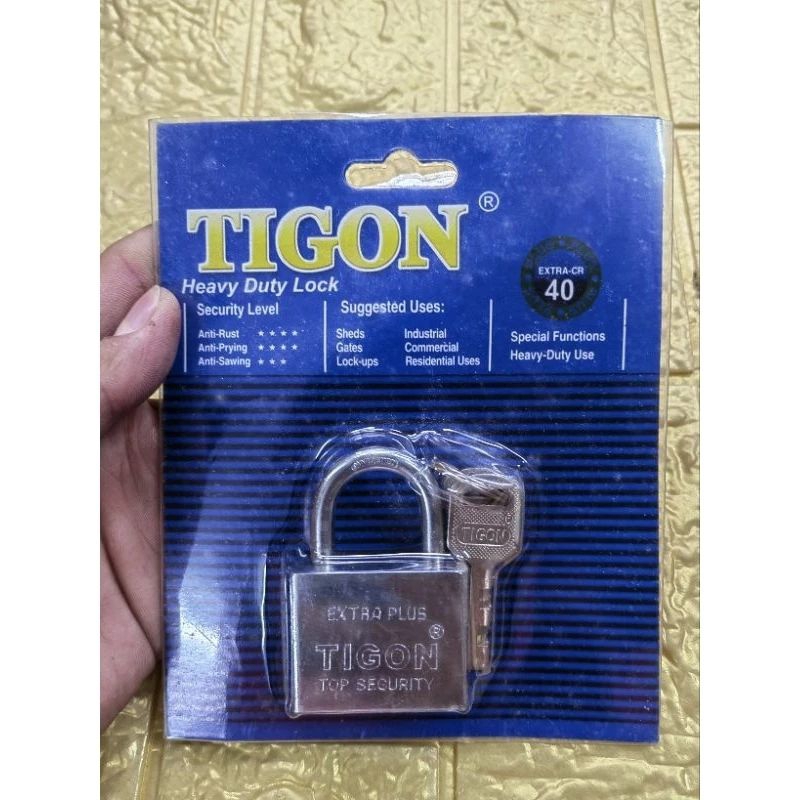 TIGON ®
Heavy Duty Lock
EXTRA-CR
40
Security Level
Anti-Rust ★ ★ ★ ★
Anti-Prying ★ ★ ★ ★
Anti-Sawing ★ ★ ★
Suggested Uses:
Sheds Industrial
Gates Commercial
Lock-ups Residential Uses
Special Functions
Heavy-Duty Use
TIGON
EXTRA PLUS
TIGON ®
TOP SECURITY